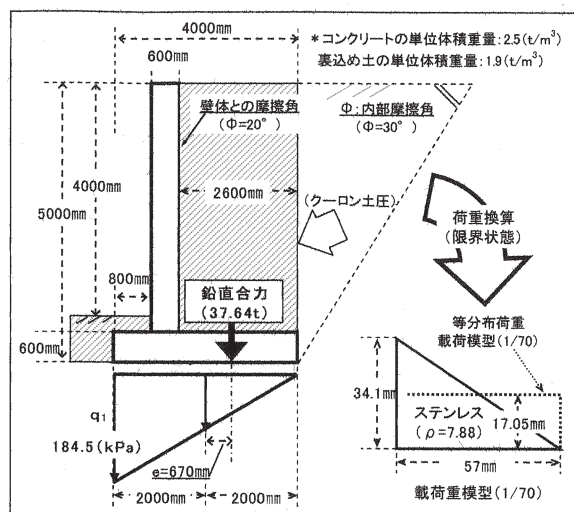 4000mm
*コンクリートの単位体積重量:2.5(t/m³)
裏込め土の単位体積重量:1.9(t/m³)
600mm
壁体との摩擦角
(Φ=20°)
Φ:内部摩擦角
(Φ=30°)
4000mm
5000mm
2600mm
(クーロン土圧)
荷重換算
(限界状態)
800mm
鉛直合力
(37.64t)
600mm
等分布荷重
載荷模型(1/70)
34.1mm
ステンレス
(ρ=7.88)
17.05mm
q₁
184.5(kPa)
e=670mm
57mm
2000mm
2000mm
載荷重模型(1/70)